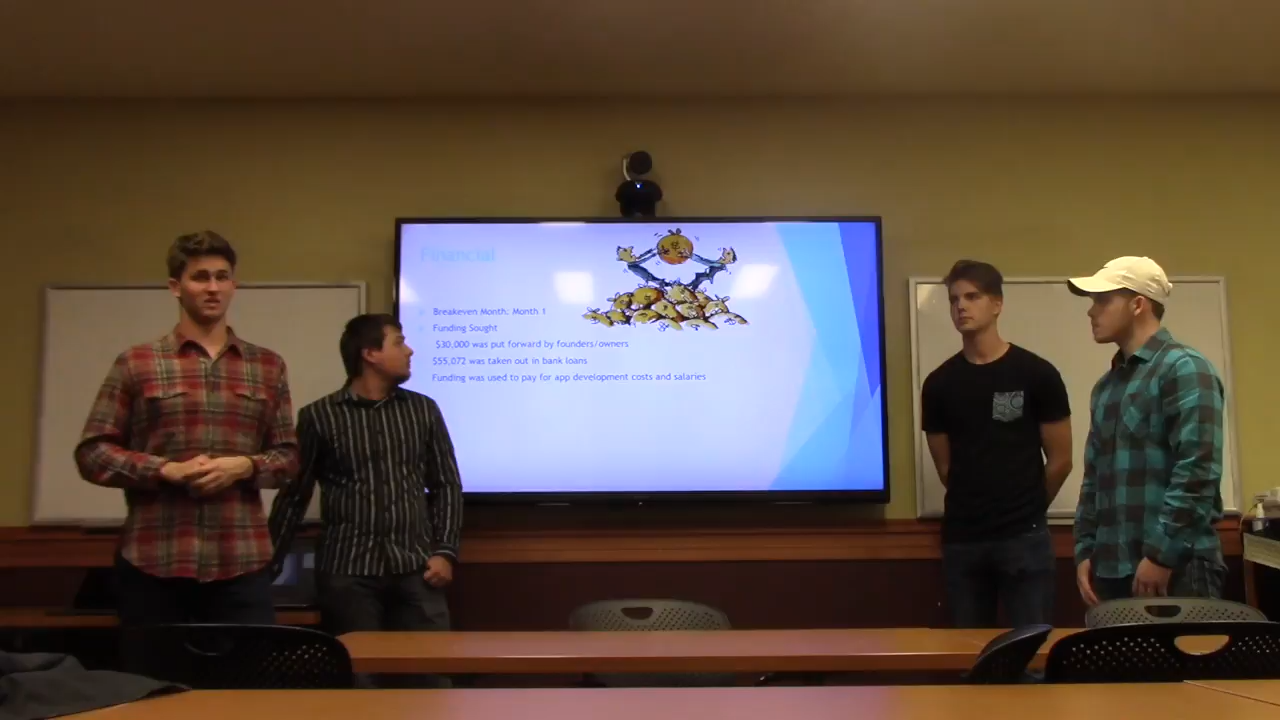 Financial
Breakeven Month: Month 1
Funding Sought
$30,000 was put forward by founders/owners
$55,072 was taken out in bank loans
Funding was used to pay for app development costs and salaries